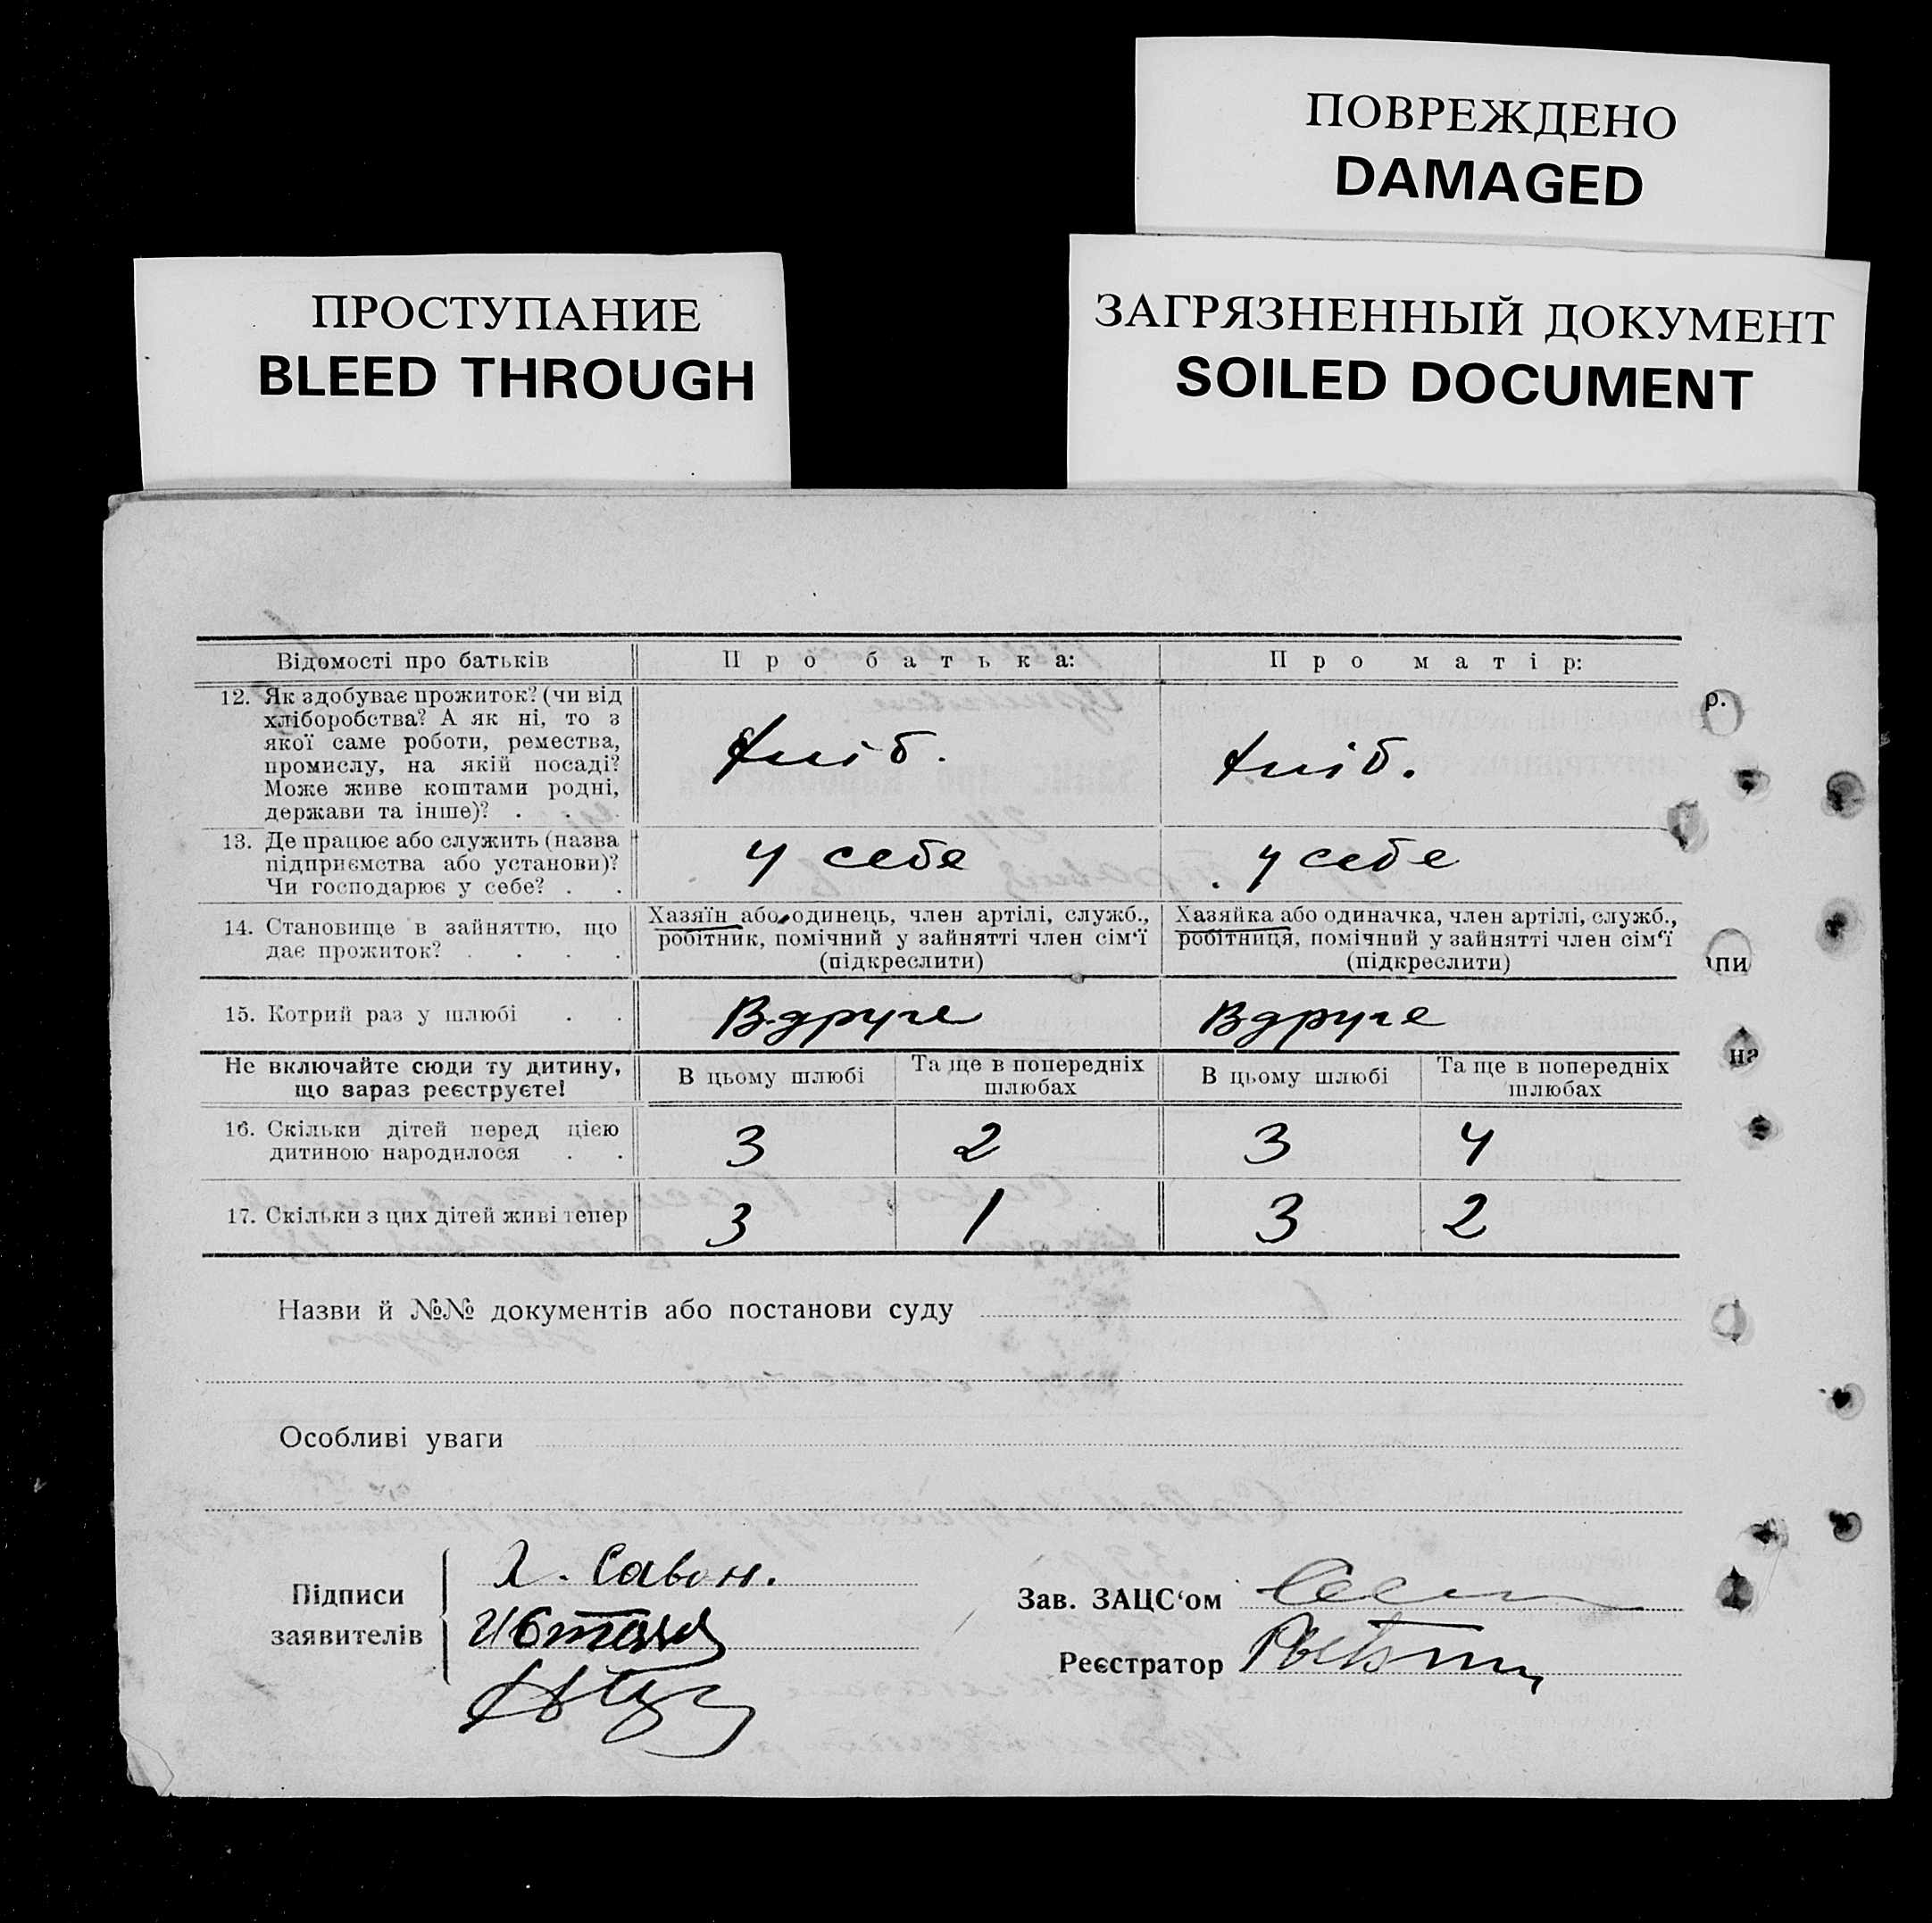 ПОВРЕЖДЕНО
DAMAGED
ПРОСТУПАНИЕ
BLEED THROUGH
ЗАГРЯЗНЕННЫЙ ДОКУМЕНТ
SOILED DOCUMENT
Відомості про батьків
Про батька:
Про матір:
12. Як здобуває прожиток? (чи від
хліборобства? А як ні, то з
якої саме роботи, ремества,
промислу, на якій посаді?
Може живе коштами родні,
держави та інше)? . . .
р.
13. Де працює або служить (назва
підприємства або установи)?
Чи господарює у себе? . .
у себе
у себе
14. Становище в зайняттю, що
дає прожиток? . . . .
Хазяїн або одинець, член артілі, служб.,
робітник, помічний у зайнятті член сім‘ї
(підкреслити)
Хазяйка або одиначка, член артілі, служб.,
робітниця, помічний у зайнятті член сім‘ї
(підкреслити)
пи
15. Котрий раз у шлюбі . .
Вдруге
Вдруге
на
Не включайте сюди ту дитину,
що зараз реєструєте!
В цьому шлюбі
Та ще в попередніх
шлюбах
В цьому шлюбі
Та ще в попередніх
шлюбах
16. Скільки дітей перед цією
дитиною народилося . .
3
2
3
4
17. Скільки з цих дітей живі тепер
3
1
3
2
Назви й №№ документів або постанови суду
Особливі уваги
Підписи
заявителів
Х. Савон.
Зав. ЗАЦС‘ом
Реєстратор